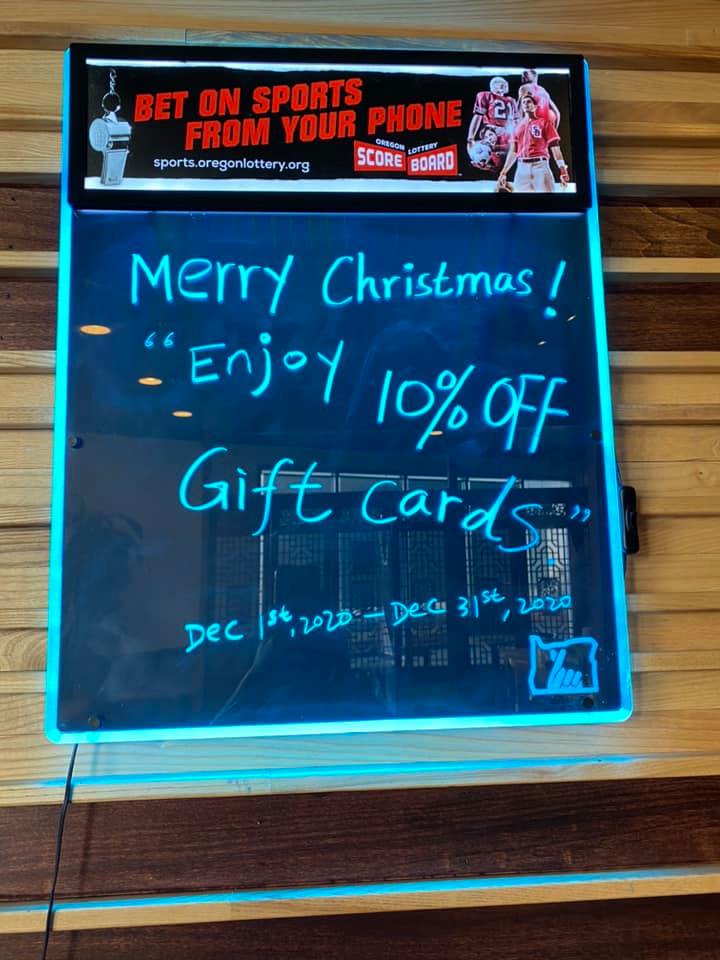 BET ON SPORTS
FROM YOUR PHONE
sports.oregonlottery.org
OREGON LOTTERY
SCORE BOARD
Merry Christmas!
“Enjoy 10% OFF
Gift cards.”
Dec 1st, 2020 – Dec 31st, 2020